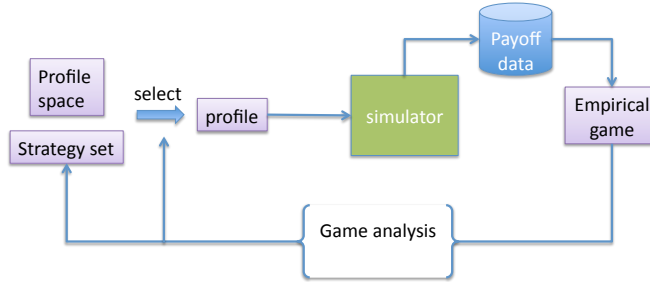 Profile
space
Strategy set
select
profile
simulator
Payoff
data
Empirical
game
Game analysis